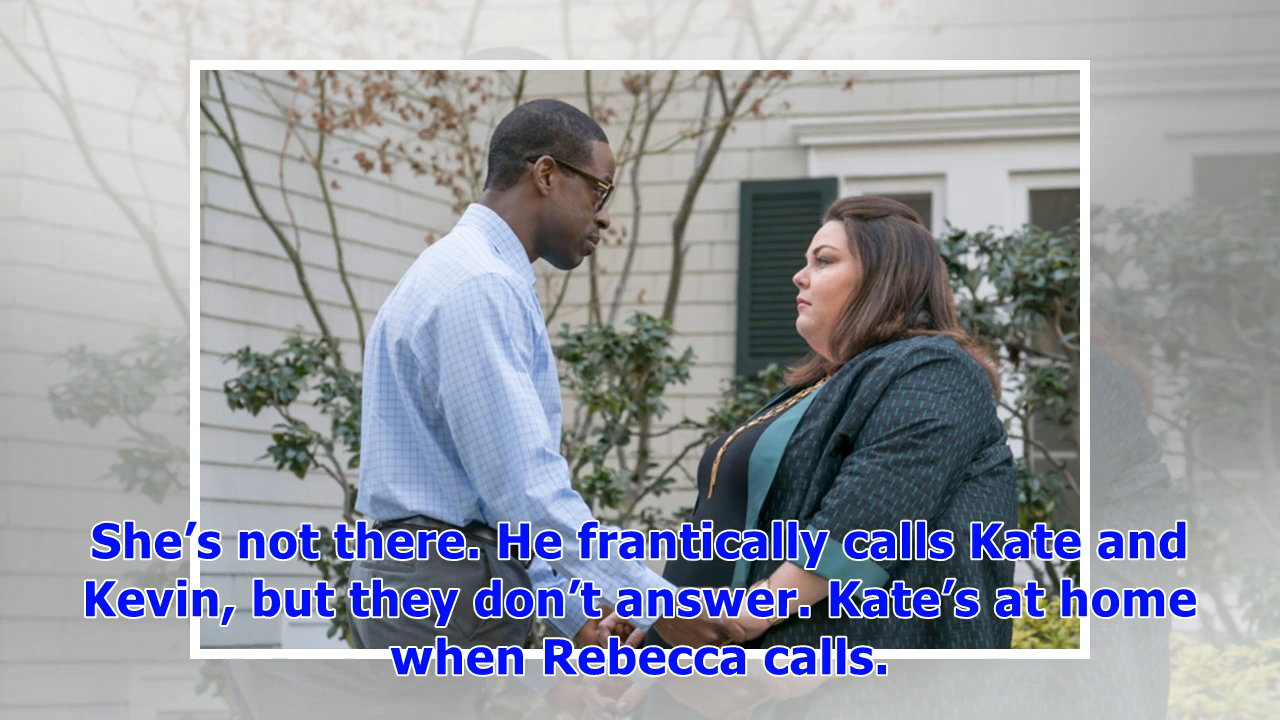 She’s not there. He frantically calls Kate and
Kevin, but they don’t answer. Kate’s at home
when Rebecca calls.